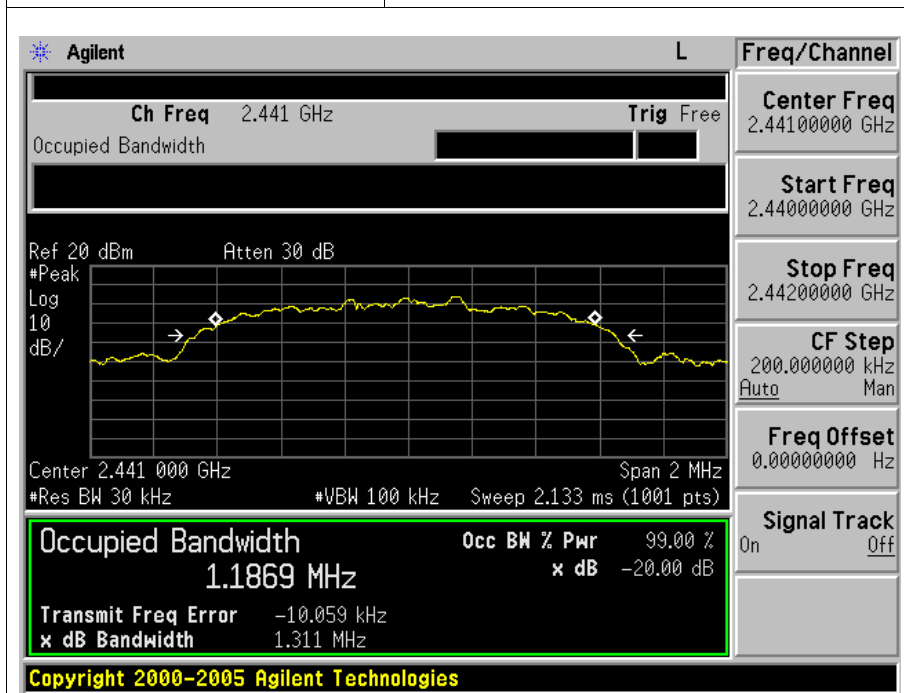 Agilent L
Freq/Channel
Ch Freq 2.441 GHz Trig Free
Occupied Bandwidth
Center Freq
2.44100000 GHz
Start Freq
2.44000000 GHz
Stop Freq
2.44200000 GHz
CF Step
200.000000 kHz
Auto Man
Freq Offset
0.00000000 Hz
Signal Track
On Off
Ref 20 dBm Atten 30 dB
#Peak
Log
10
dB/
Center 2.441 000 GHz Span 2 MHz
#Res BW 30 kHz #VBW 100 kHz Sweep 2.133 ms (1001 pts)
Occupied Bandwidth Occ BW % Pwr 99.00 %
1.1869 MHz x dB -20.00 dB
Transmit Freq Error -10.059 kHz
x dB Bandwidth 1.311 MHz
Copyright 2000-2005 Agilent Technologies